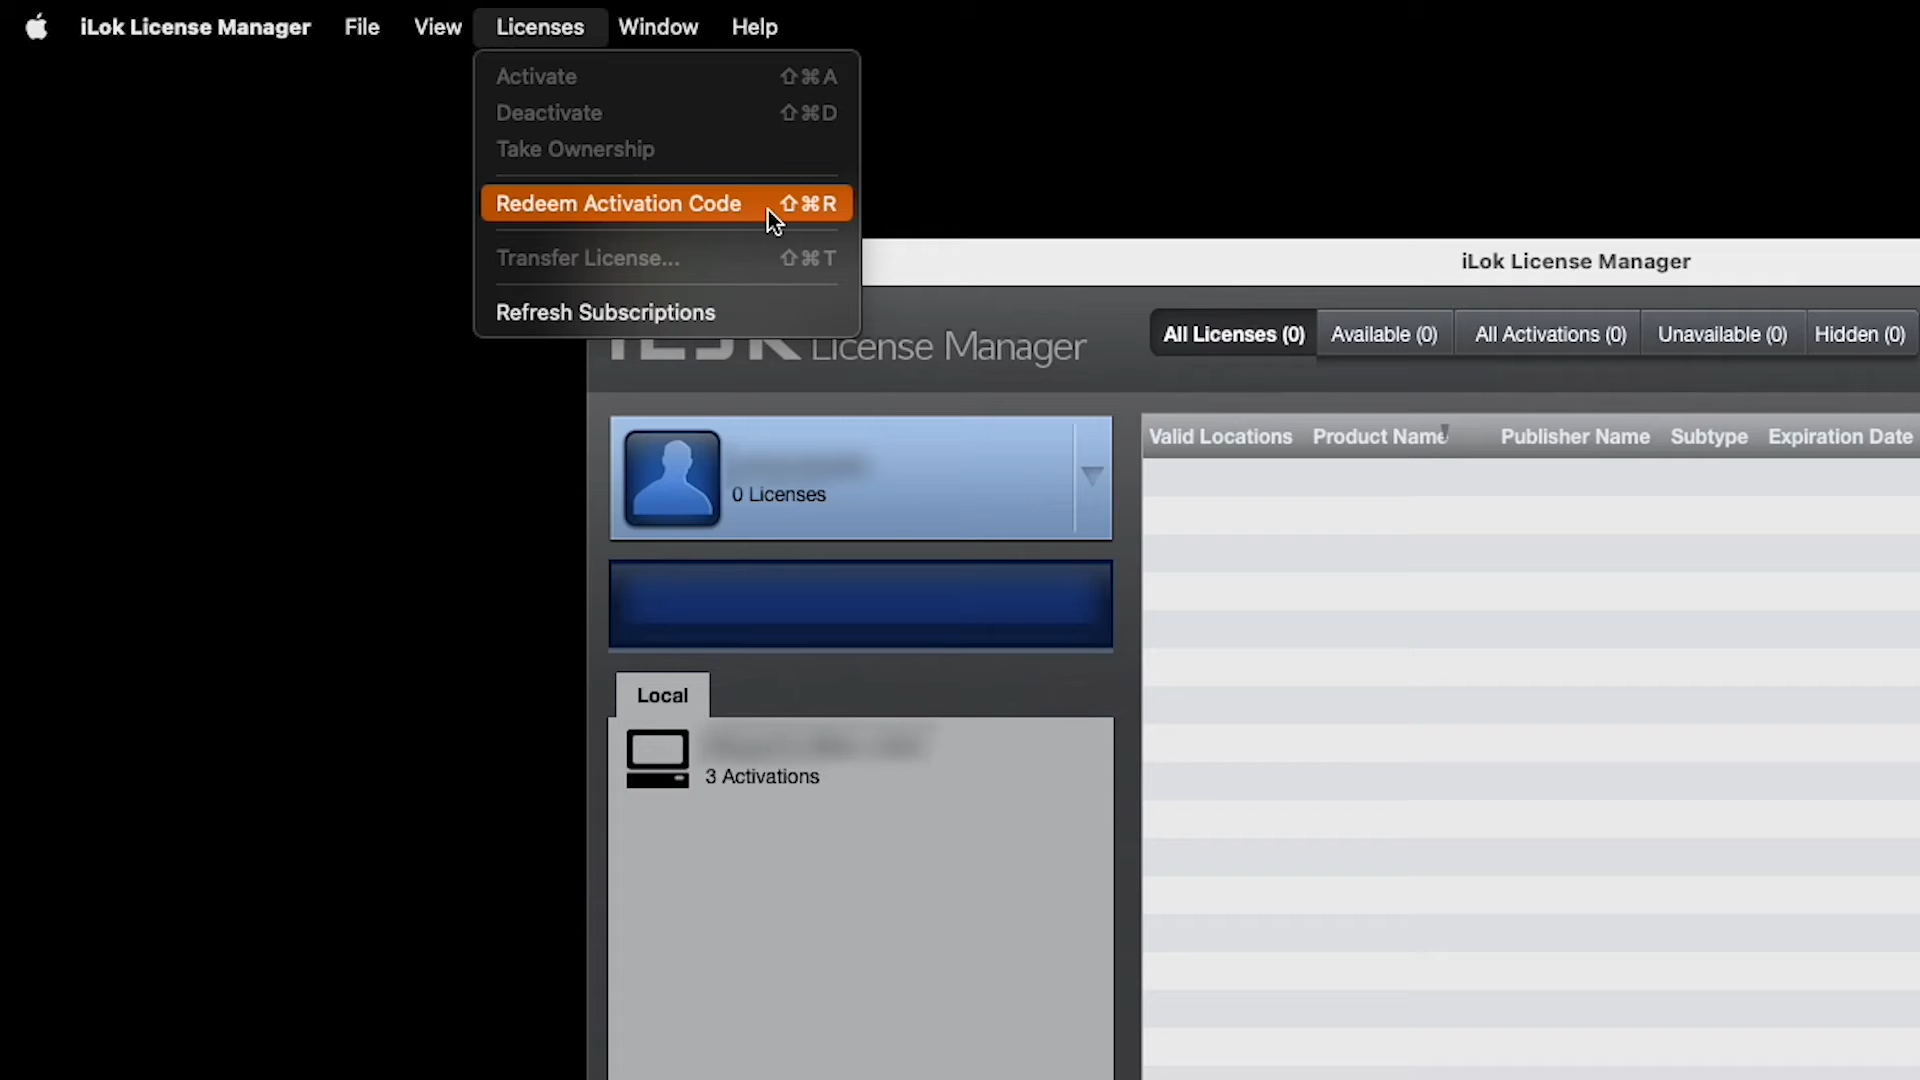 iLok License Manager File View Licenses Window Help
Activate ⇧⌘A
Deactivate ⇧⌘D
Take Ownership
Redeem Activation Code ⇧⌘R
Transfer License... ⇧⌘T
Refresh Subscriptions
iLok License Manager
License Manager
All Licenses (0) Available (0) All Activations (0) Unavailable (0) Hidden (0)
Valid Locations Product Name Publisher Name Subtype Expiration Date
0 Licenses
Local
3 Activations